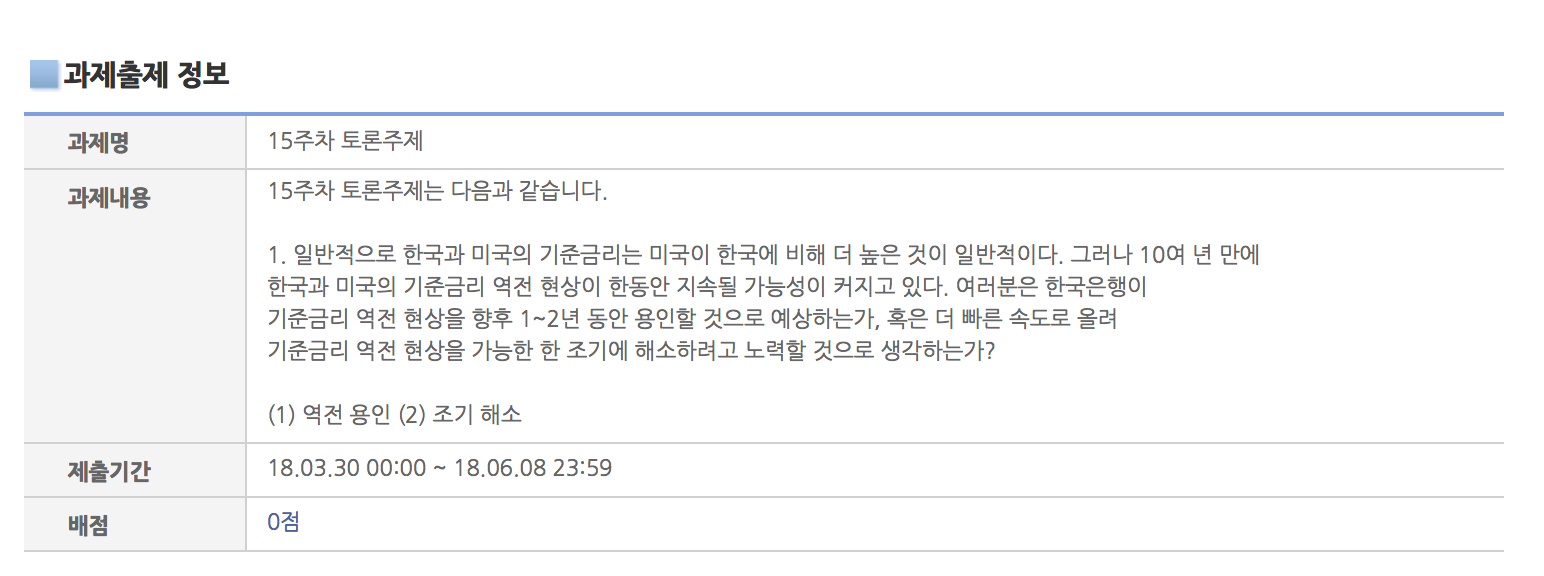 과제출제 정보
과제명
15주차 토론주제
과제내용
15주차 토론주제는 다음과 같습니다.
1. 일반적으로 한국과 미국의 기준금리는 미국이 한국에 비해 더 높은 것이 일반적이다. 그러나 10여 년 만에
한국과 미국의 기준금리 역전 현상이 한동안 지속될 가능성이 커지고 있다. 여러분은 한국은행이
기준금리 역전 현상을 향후 1~2년 동안 용인할 것으로 예상하는가, 혹은 더 빠른 속도로 올려
기준금리 역전 현상을 가능한 한 조기에 해소하려고 노력할 것으로 생각하는가?
(1) 역전 용인 (2) 조기 해소
제출기간
18.03.30 00:00 ~ 18.06.08 23:59
배점
0점